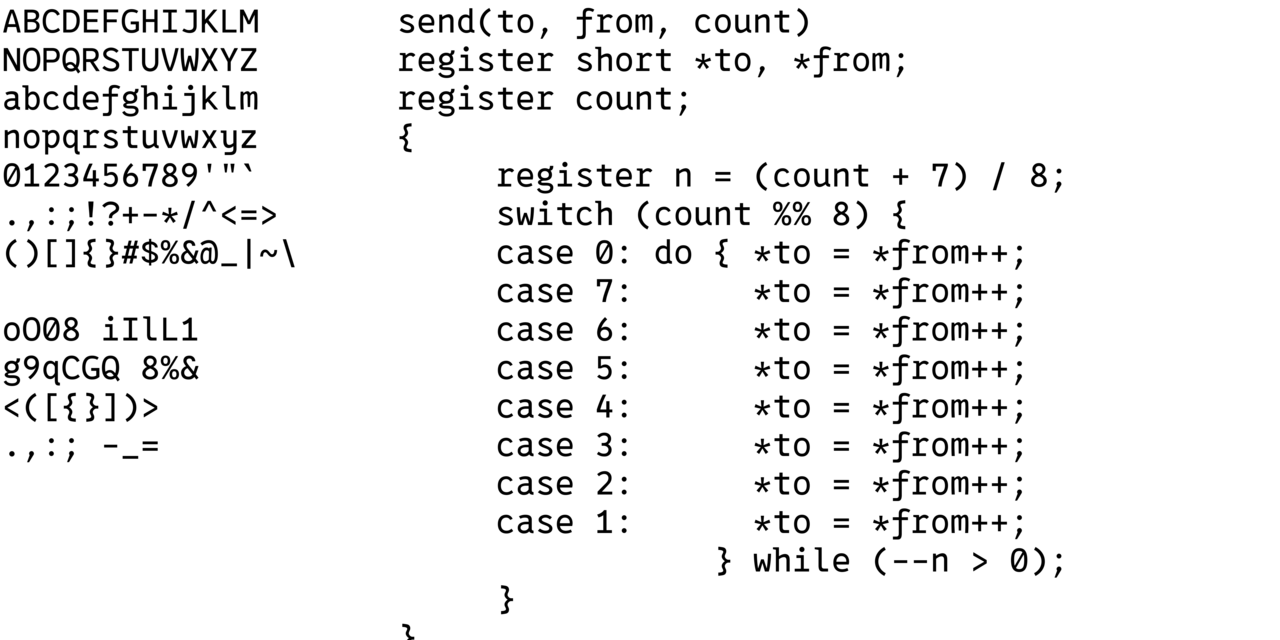 ABCDEFGHIJKLM
NOPQRSTUVWXYZ
abcdefghijklm
nopqrstuvwxyz
0123456789'"`
.,:;!?+-*/^<=>
()[]{}#$%&@_|~\
oO08 iIlL1
g9qCGQ 8%&
<([{}])>
.,:; -_=
send(to, from, count)
register short *to, *from;
register count;
{
     register n = (count + 7) / 8;
     switch (count %% 8) {
     case 0: do { *to = *from++;
     case 7:      *to = *from++;
     case 6:      *to = *from++;
     case 5:      *to = *from++;
     case 4:      *to = *from++;
     case 3:      *to = *from++;
     case 2:      *to = *from++;
     case 1:      *to = *from++;
                } while (--n > 0);
     }
}